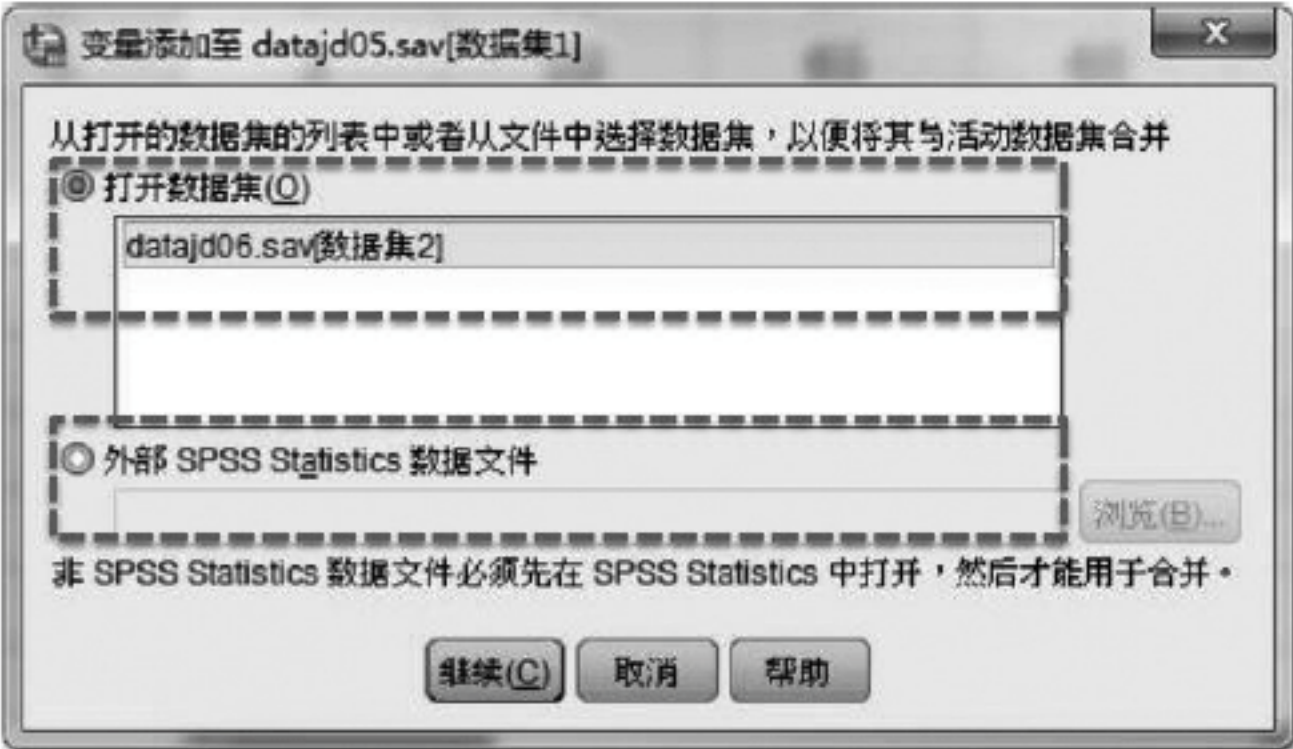 变量添加至 datajd05.sav[数据集1]
从打开的数据集的列表中或者从文件中选择数据集，以便将其与活动数据集合并
打开数据集(O)
datajd06.sav[数据集2]
外部 SPSS Statistics 数据文件
浏览(B)...
非 SPSS Statistics 数据文件必须先在 SPSS Statistics 中打开，然后才能用于合并。
继续(C) 取消 帮助